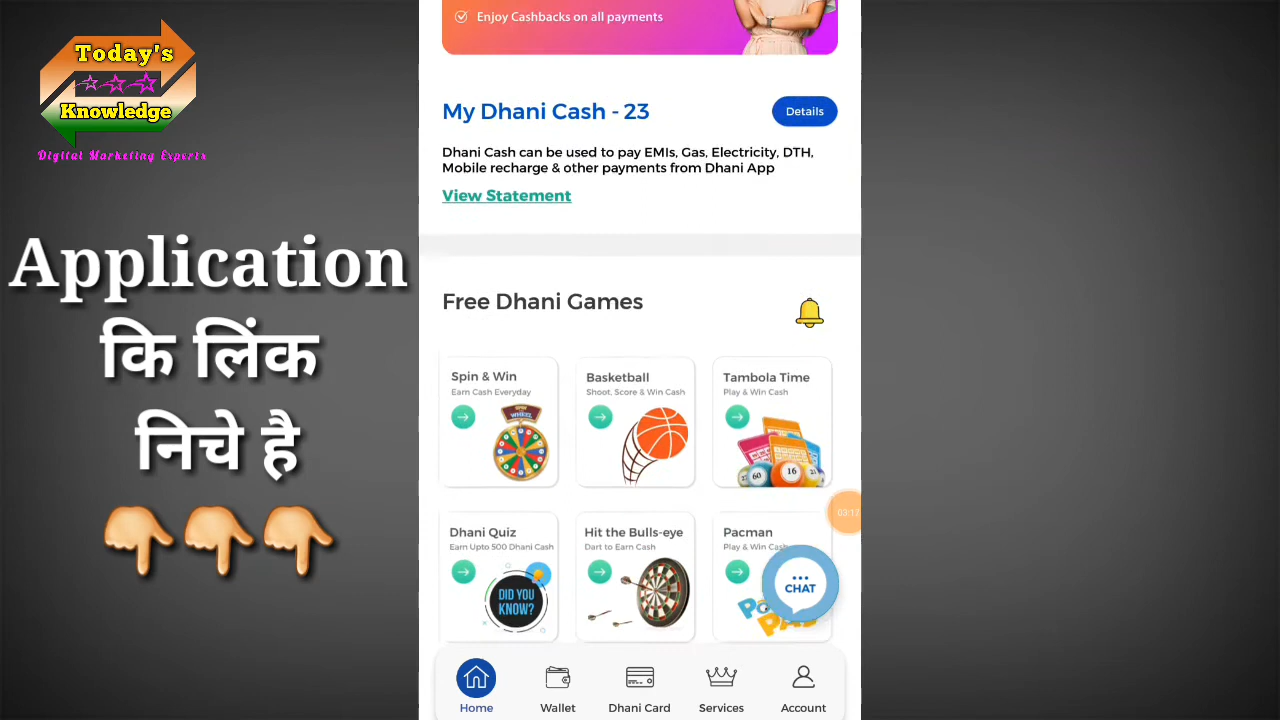 Today's
Knowledge
Digital Marketing Experts
Application
कि लिंक
निचे है
Enjoy Cashbacks on all payments
My Dhani Cash - 23
Details
Dhani Cash can be used to pay EMIs, Gas, Electricity, DTH,
Mobile recharge & other payments from Dhani App
View Statement
Free Dhani Games
Spin & Win
Earn Cash Everyday
SPIN
WHEEL
Basketball
Shoot, Score & Win Cash
Tambola Time
Play & Win Cash
60
16
Dhani Quiz
Earn Upto 500 Dhani Cash
DID YOU
KNOW?
Hit the Bulls-eye
Dart to Earn Cash
Pacman
Play & Win Cash
CHAT
Home
Wallet
Dhani Card
Services
Account